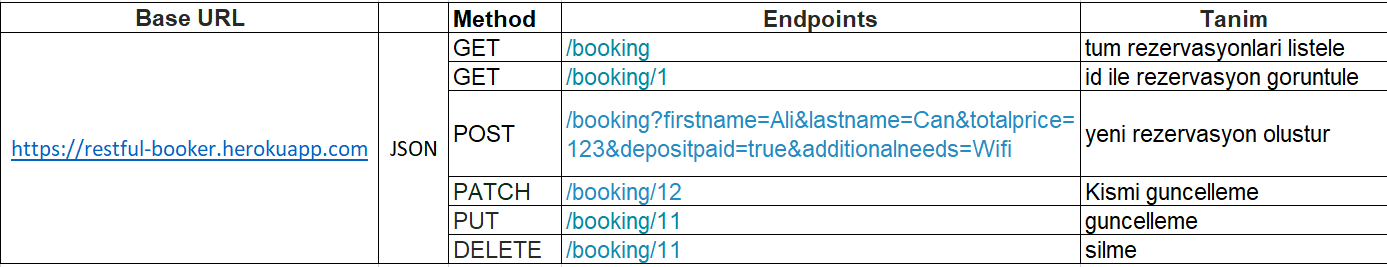 Base URL Method Endpoints Tanim
GET /booking tum rezervasyonlari listele
GET /booking/1 id ile rezervasyon goruntule
https://restful-booker.herokuapp.com JSON POST /booking?firstname=Ali&lastname=Can&totalprice=
123&depositpaid=true&additionalneeds=Wifi yeni rezervasyon olustur
PATCH /booking/12 Kismi guncelleme
PUT /booking/11 guncelleme
DELETE /booking/11 silme